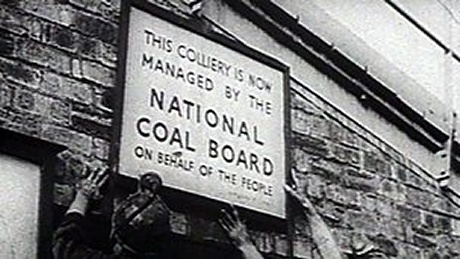 THIS COLLIERY IS NOW
MANAGED BY THE
NATIONAL
COAL BOARD
ON BEHALF OF THE PEOPLE